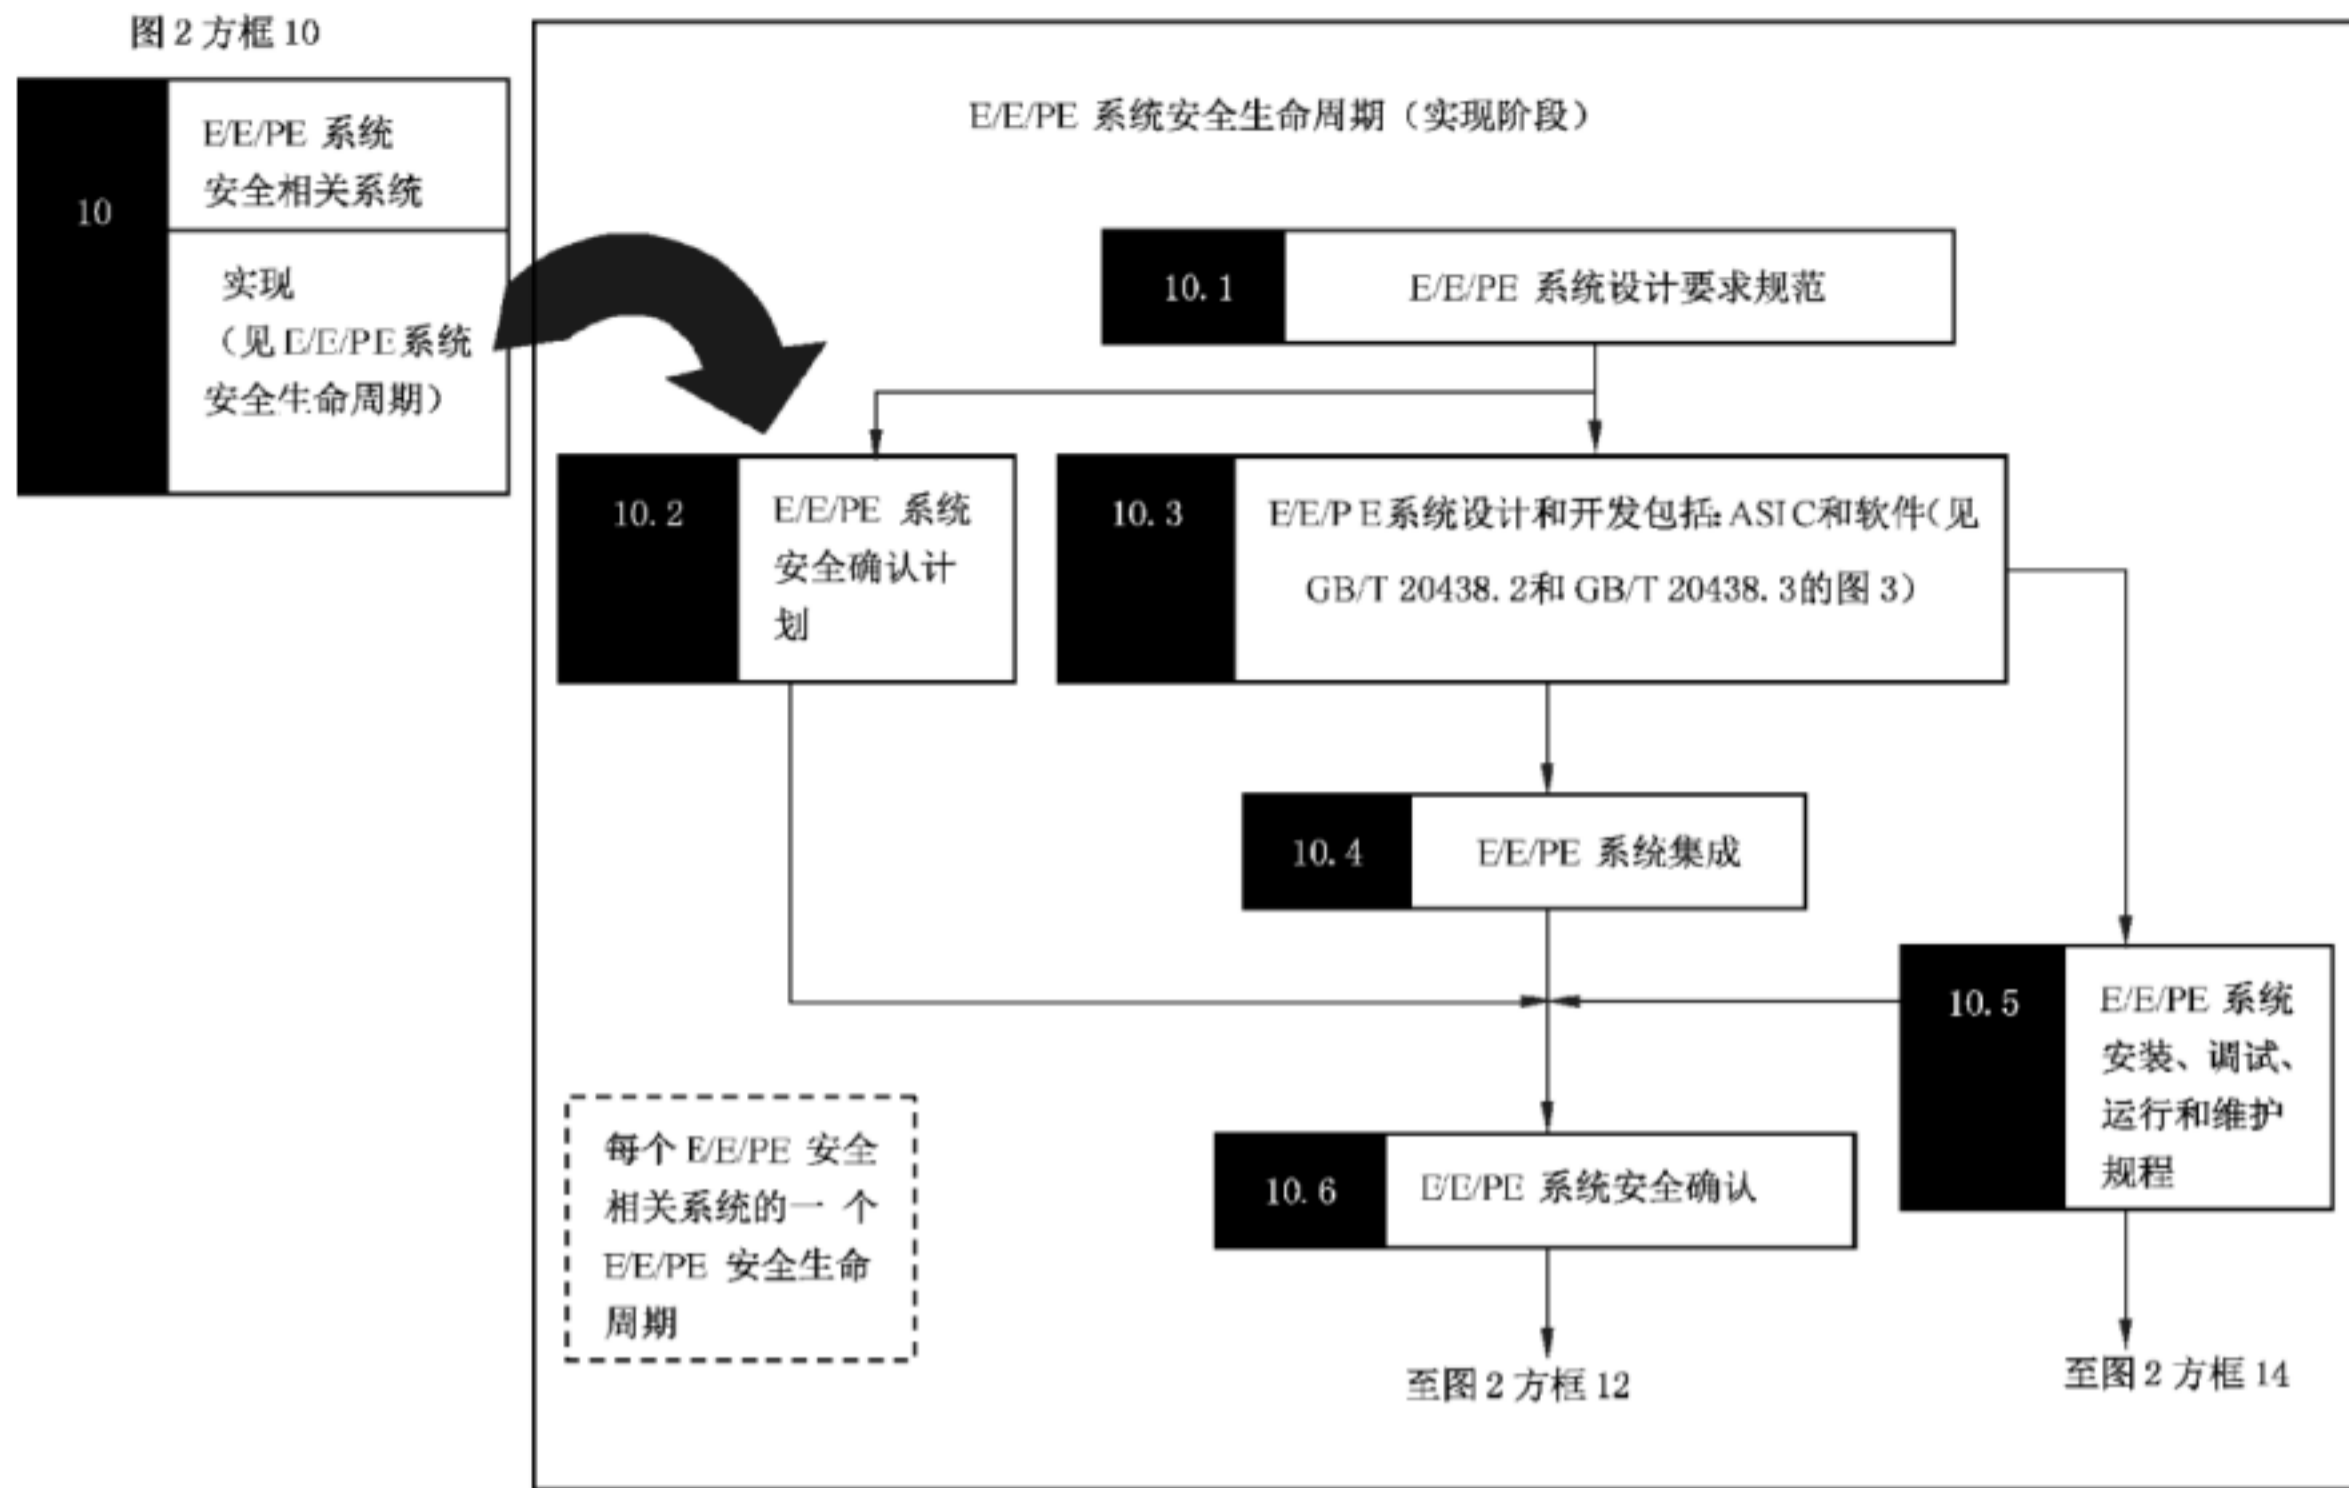 图 2 方框 10
10
E/E/PE 系统
安全相关系统
实现
（见 E/E/PE系统
安全生命周期）
E/E/PE 系统安全生命周期（实现阶段）
10.1
E/E/PE 系统设计要求规范
10.2
E/E/PE 系统
安全确认计
划
10.3
E/E/PE系统设计和开发包括:ASIC和软件(见
GB/T 20438.2和 GB/T 20438.3的图 3)
10.4
E/E/PE 系统集成
10.5
E/E/PE 系统
安装、调试、
运行和维护
规程
每个 E/E/PE 安全
相关系统的一 个
E/E/PE 安全生命
周期
10.6
E/E/PE 系统安全确认
至图 2 方框 12
至图 2 方框 14